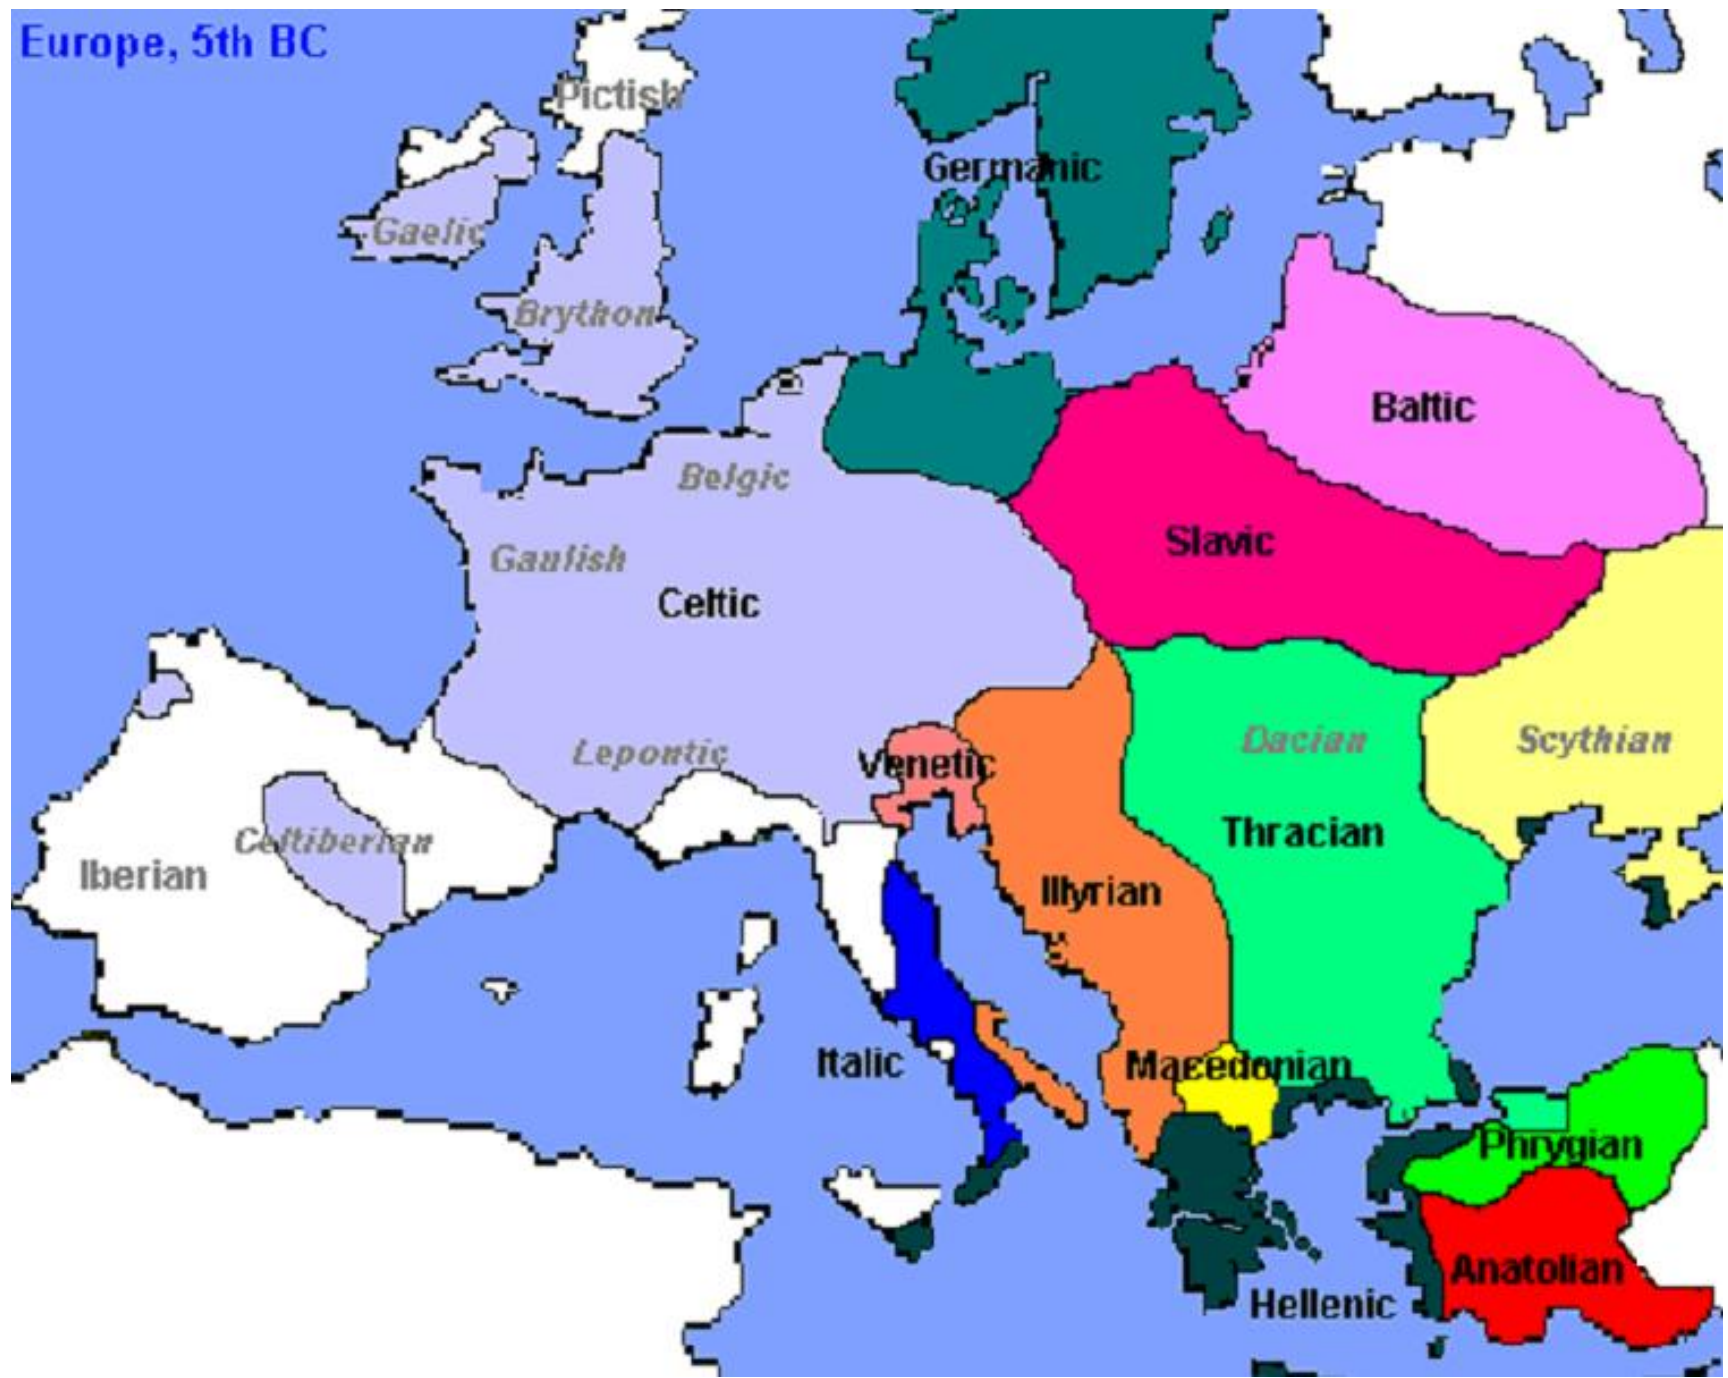 Europe, 5th BC
Pictish
Germanic
Gaelic
Brython
Baltic
Belgic
Slavic
Gaulish
Celtic
Dacian
Scythian
Lepontic
Venetic
Thracian
Celtiberian
Iberian
Illyrian
Italic
Macedonian
Phrygian
Anatolian
Hellenic